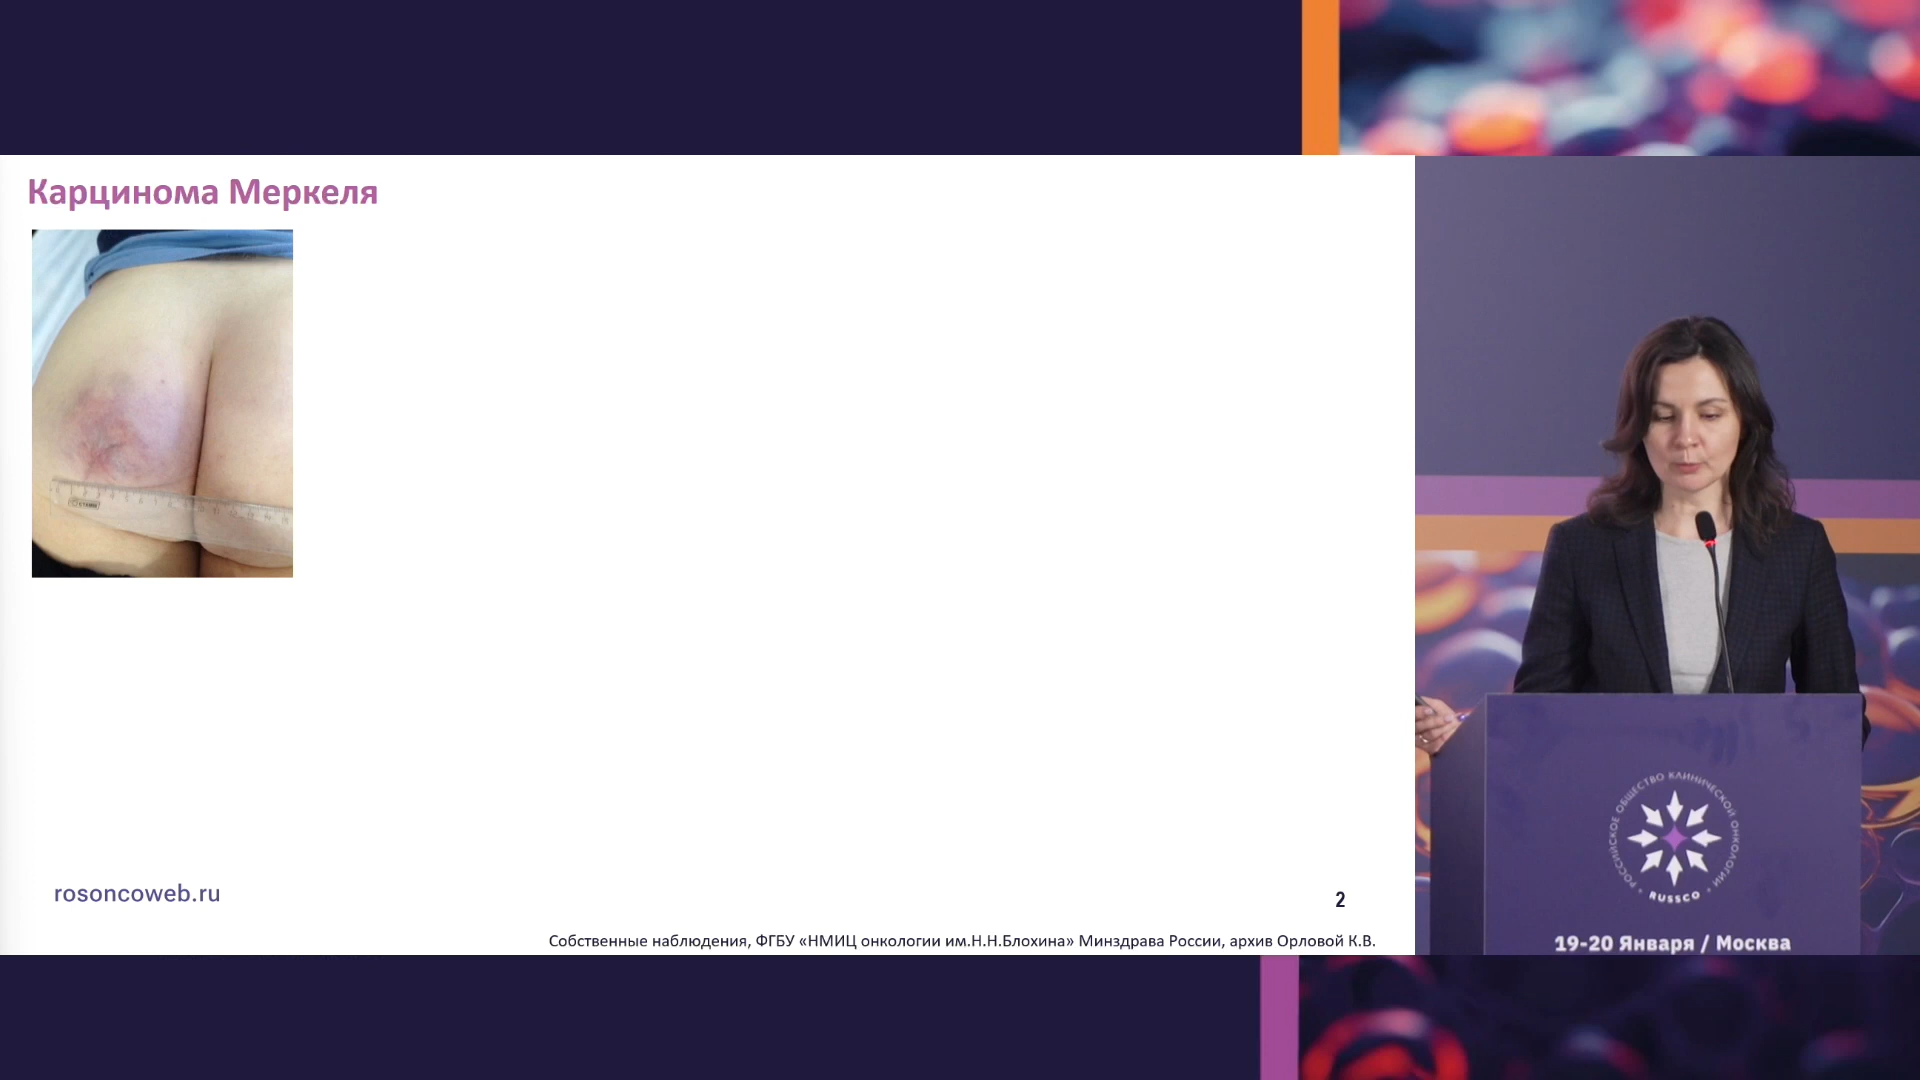 Карцинома Меркеля
rosoncoweb.ru
2
Собственные наблюдения, ФГБУ «НМИЦ онкологии им.Н.Н.Блохина» Минздрава России, архив Орловой К.В.
РОССИЙСКОЕ ОБЩЕСТВО КЛИНИЧЕСКОЙ ОНКОЛОГИИ
RUSSCO
19-20 Января / Москва